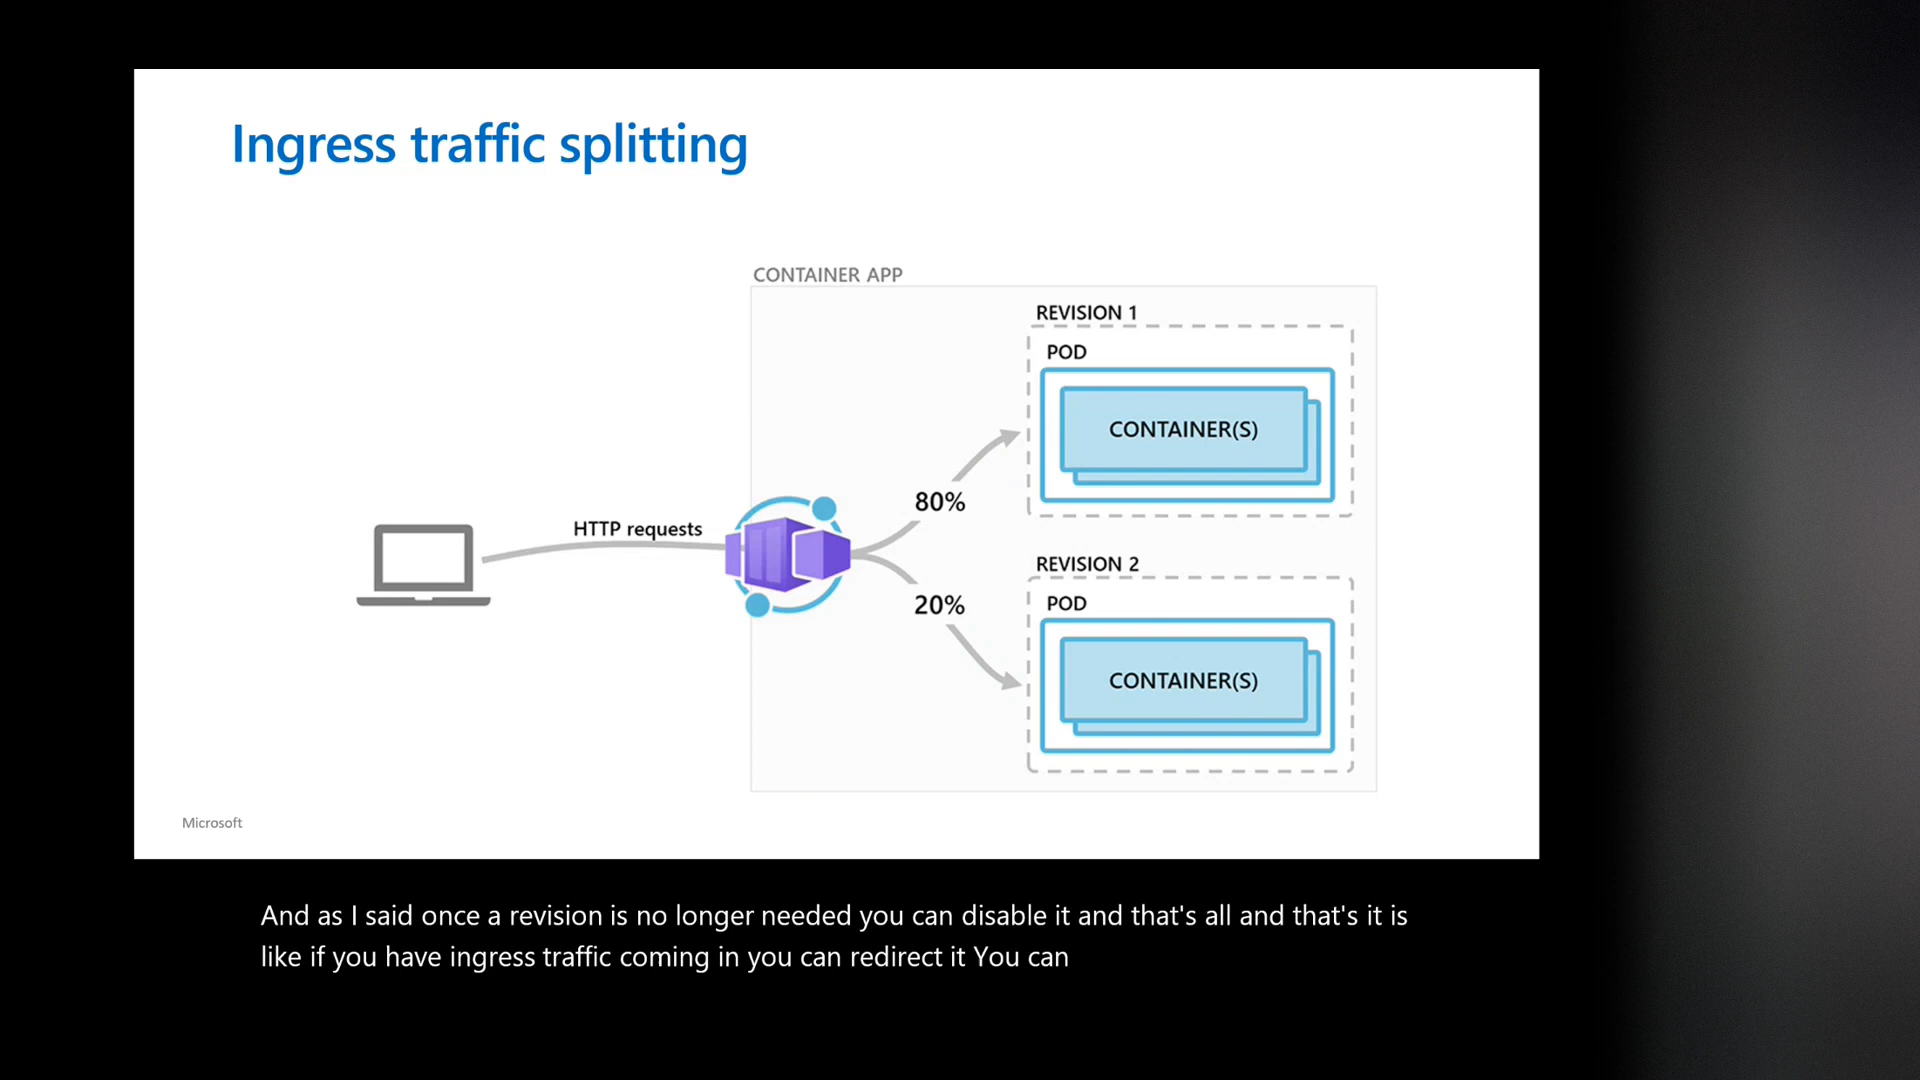 Ingress traffic splitting
CONTAINER APP
REVISION 1
POD
CONTAINER(S)
HTTP requests
80%
20%
REVISION 2
POD
CONTAINER(S)
Microsoft
And as I said once a revision is no longer needed you can disable it and that's all and that's it is
like if you have ingress traffic coming in you can redirect it You can